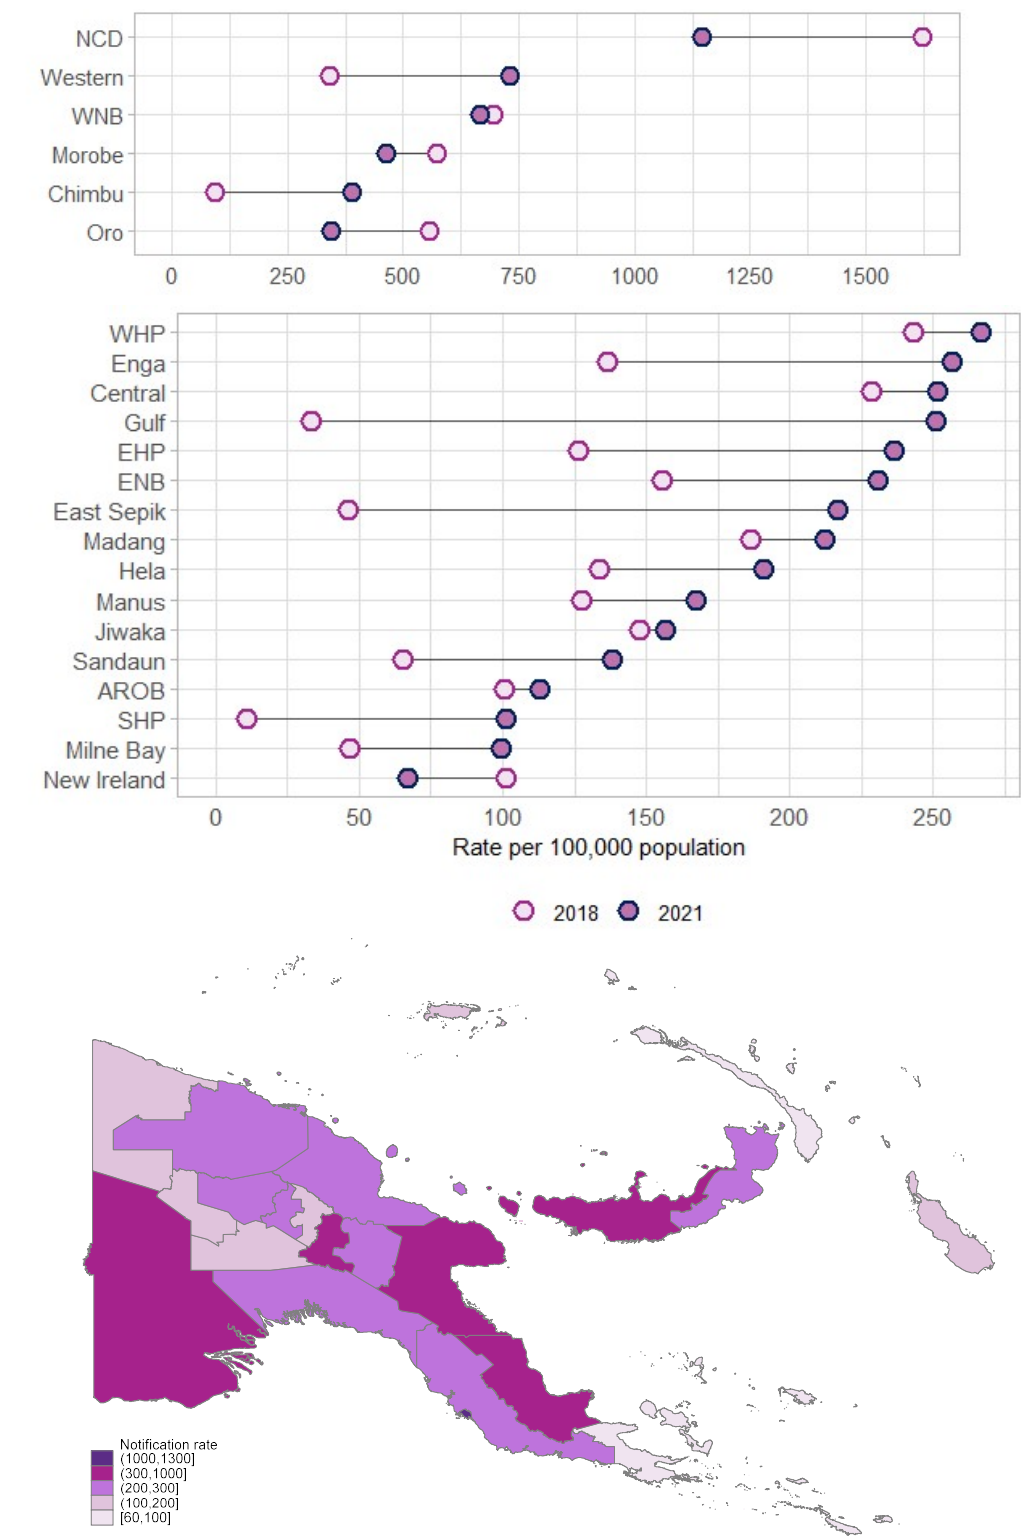 NCD
Western
WNB
Morobe
Chimbu
Oro
0 250 500 750 1000 1250 1500
WHP
Enga
Central
Gulf
EHP
ENB
East Sepik
Madang
Hela
Manus
Jiwaka
Sandaun
AROB
SHP
Milne Bay
New Ireland
0 50 100 150 200 250
Rate per 100,000 population
2018 2021
Notification rate
(1000,1300]
(300,1000]
(200,300]
(100,200]
[60,100]